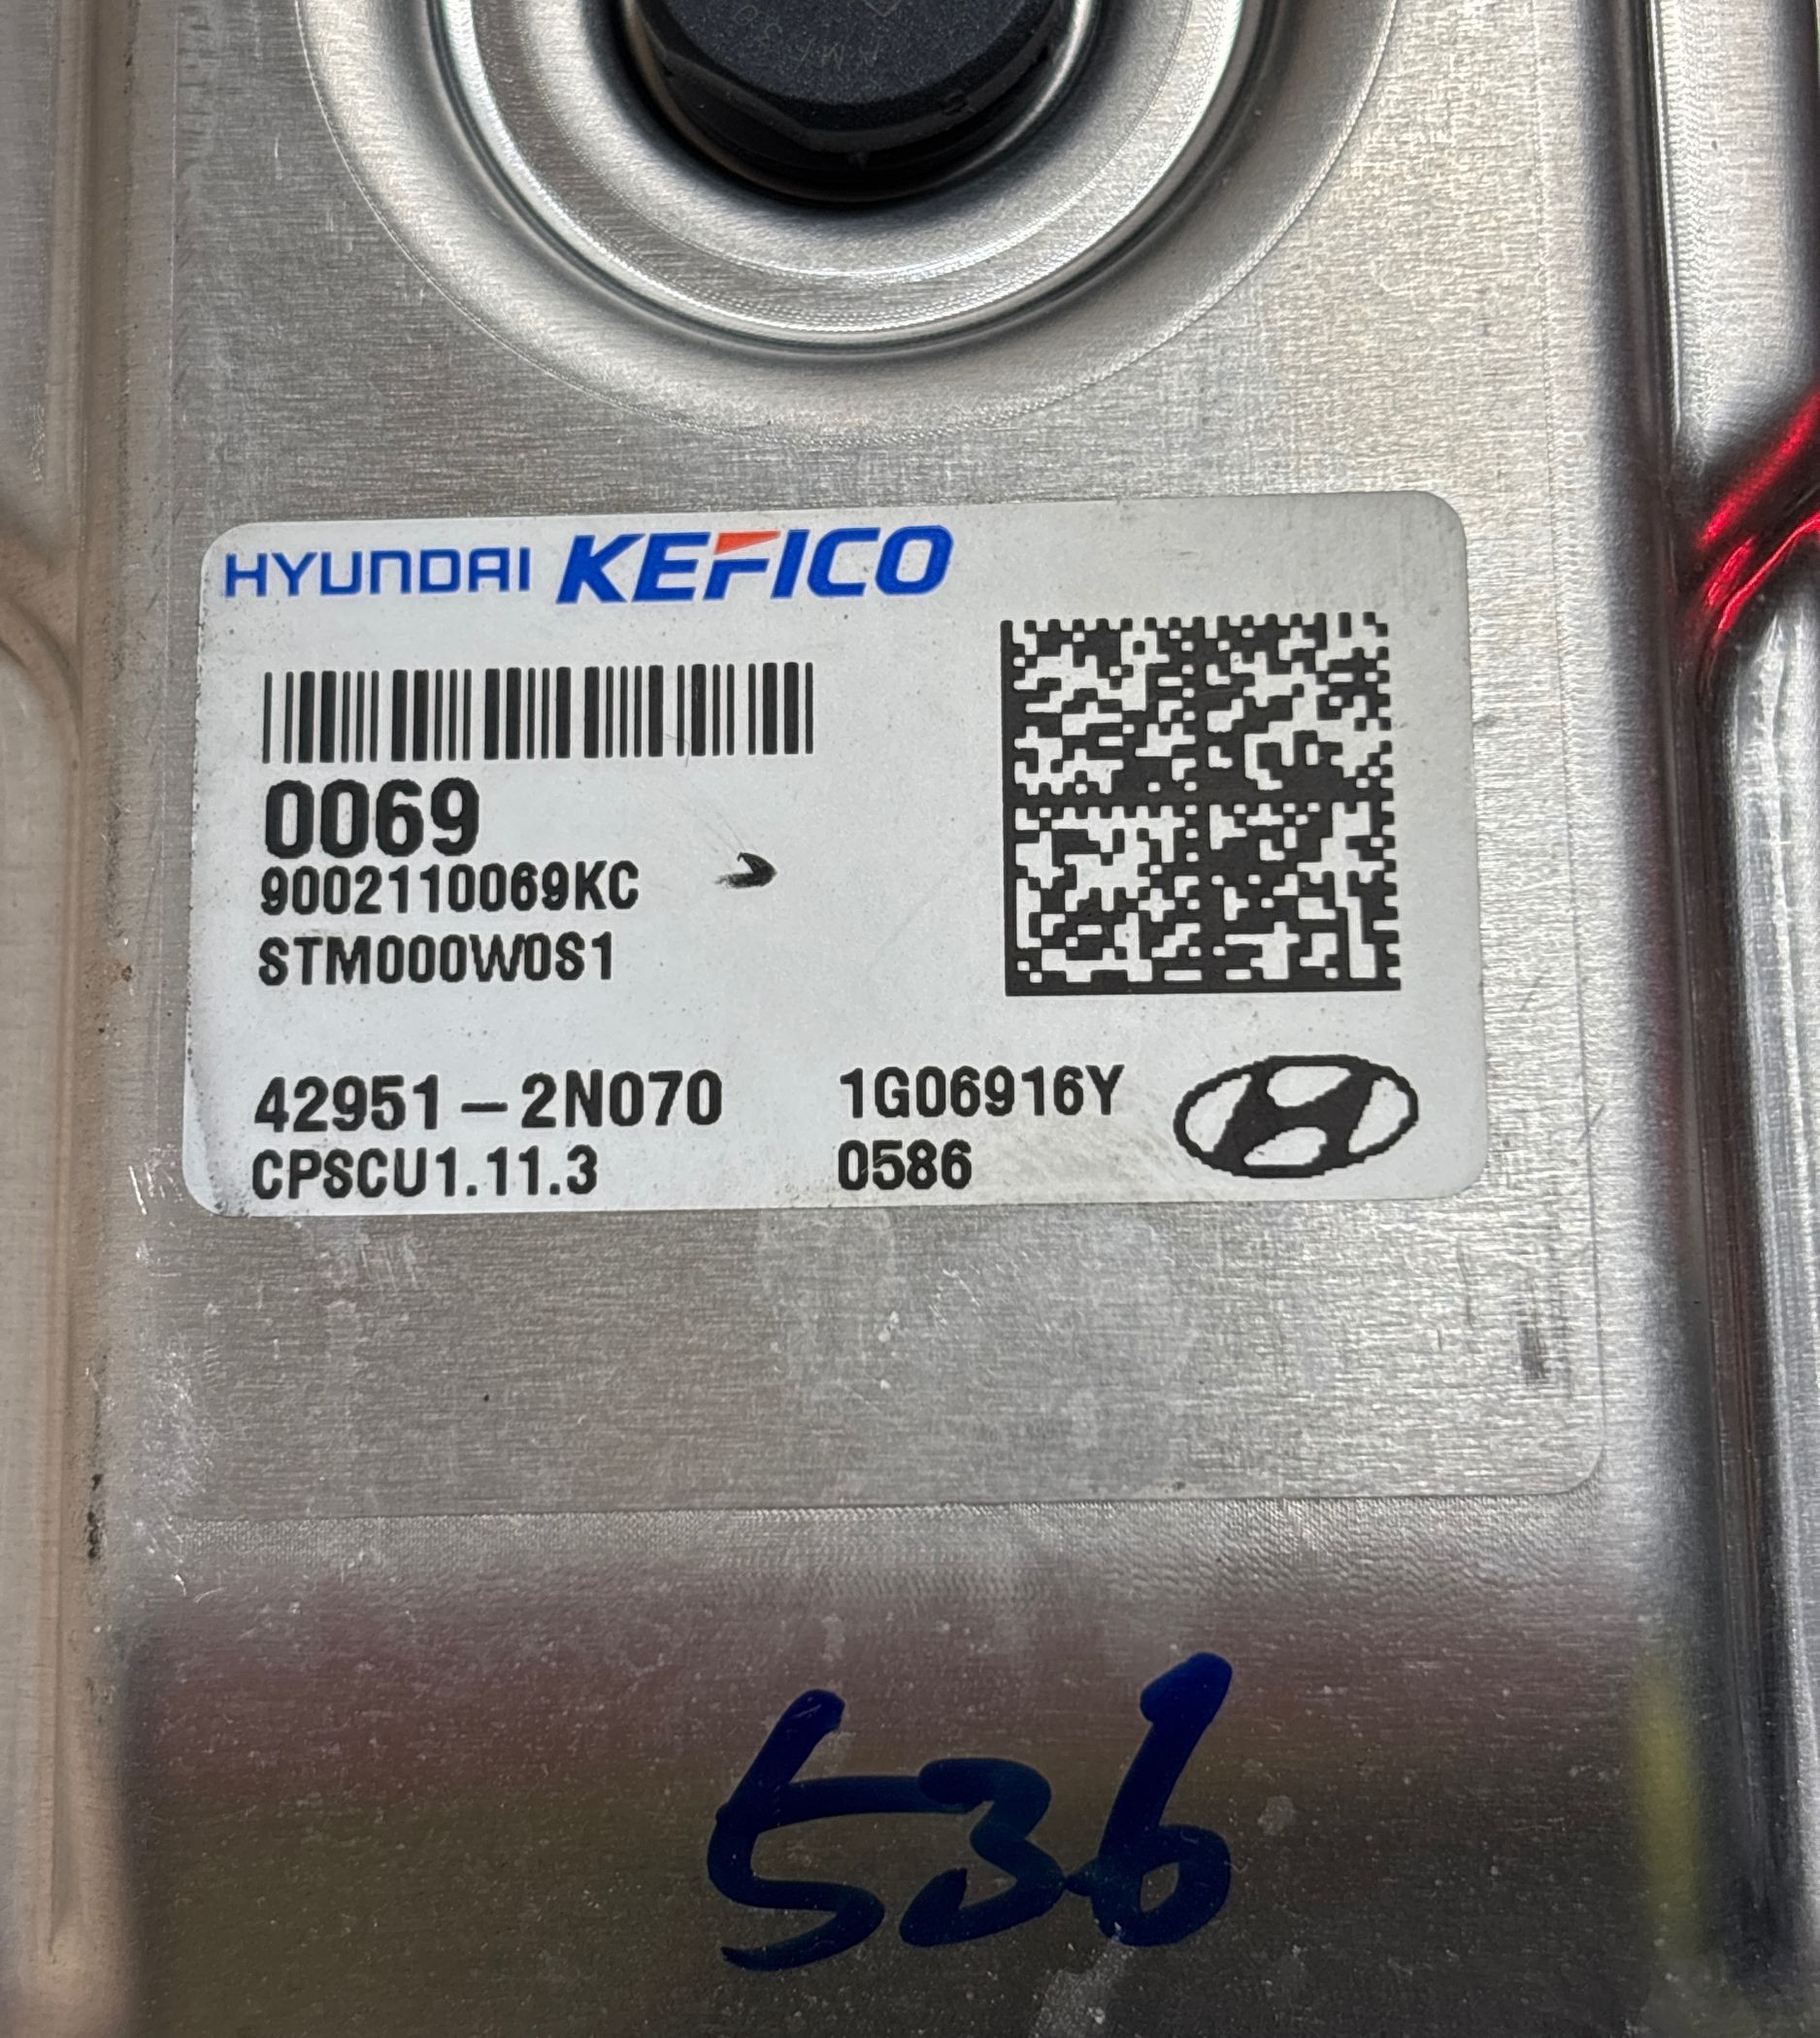 HYUNDAI KEFICO
0069
9002110069KC
STM000W0S1
42951-2N070 1G06916Y
CPSCU1.11.3 0586
536